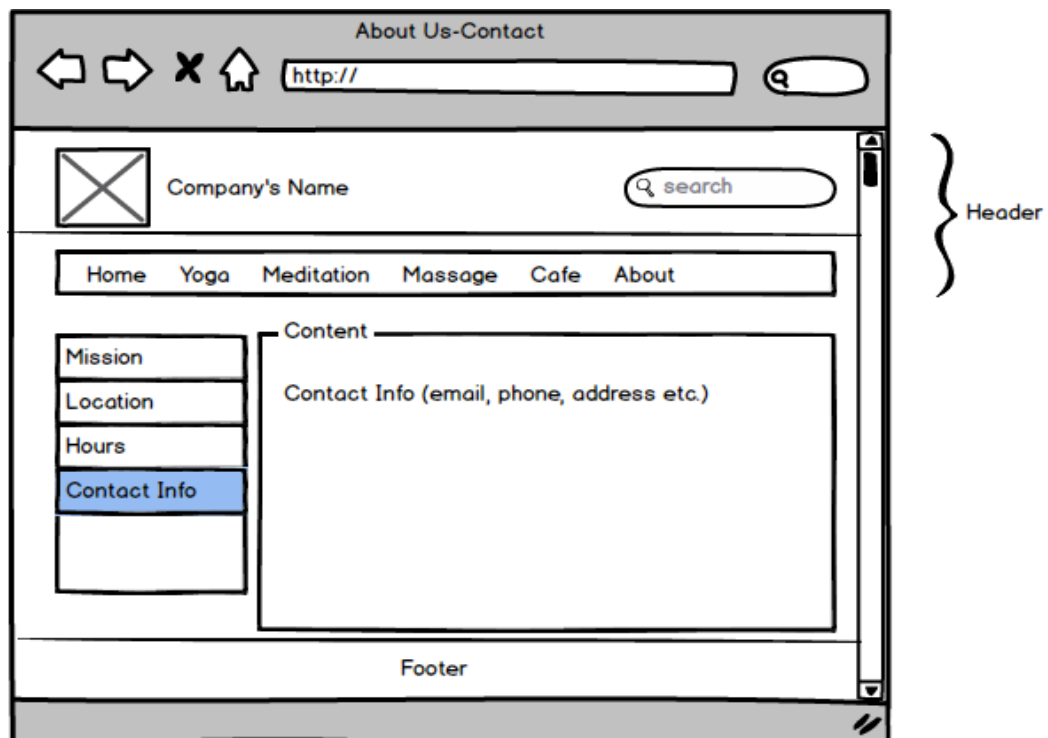 About Us-Contact
http://
Company's Name
search
Header
Home Yoga Meditation Massage Cafe About
Content
Mission
Location
Hours
Contact Info
Contact Info (email, phone, address etc.)
Footer